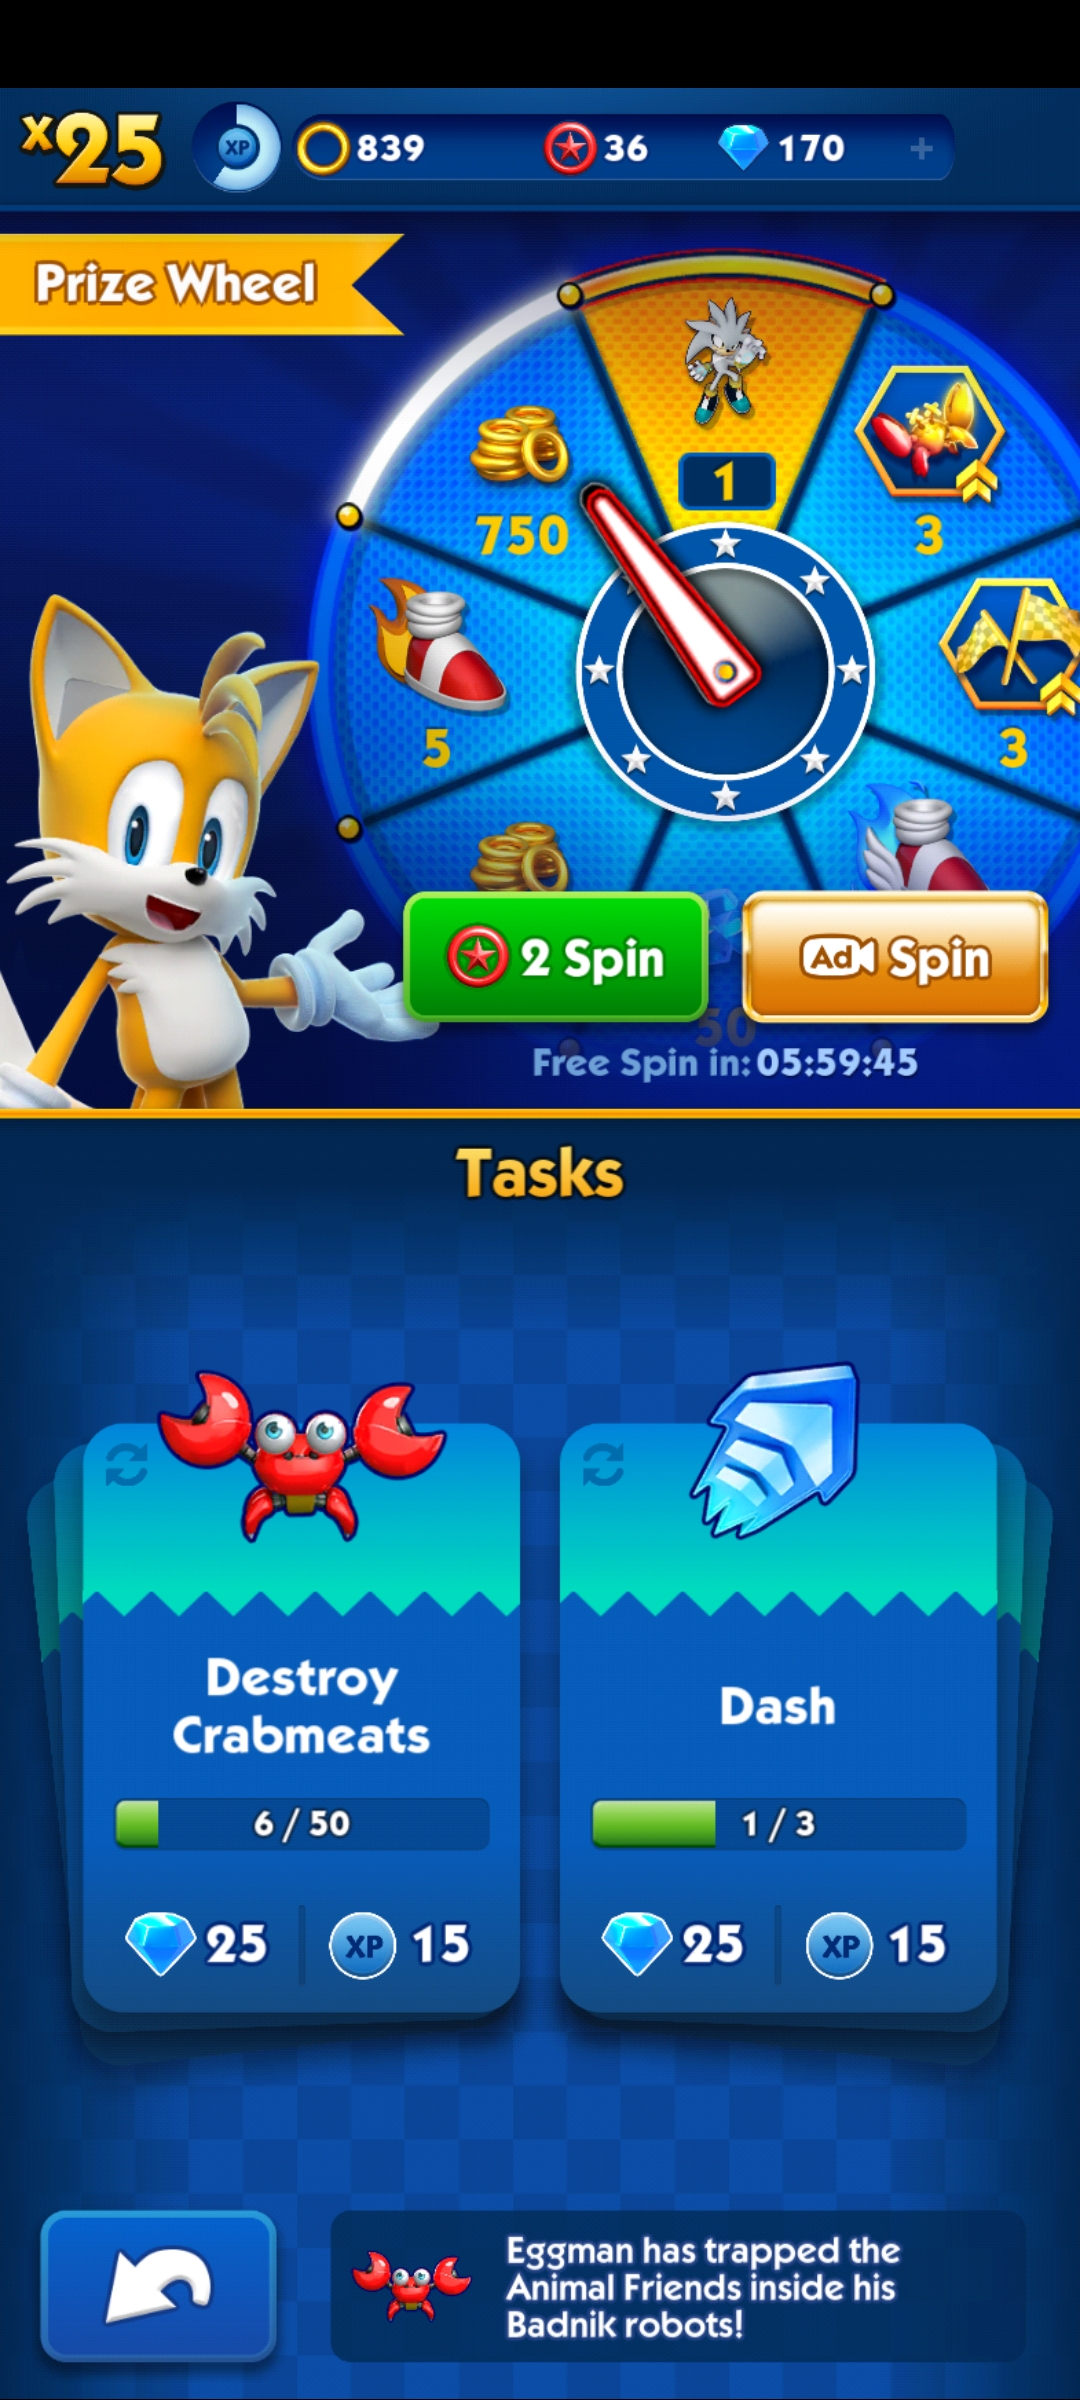 x25
XP
839
36
170
+
Prize Wheel
1
750
3
5
3
2 Spin
Ad Spin
50
Free Spin in: 05:59:45
Tasks
Destroy
Crabmeats
6 / 50
25
XP
15
Dash
1 / 3
25
XP
15
Eggman has trapped the
Animal Friends inside his
Badnik robots!